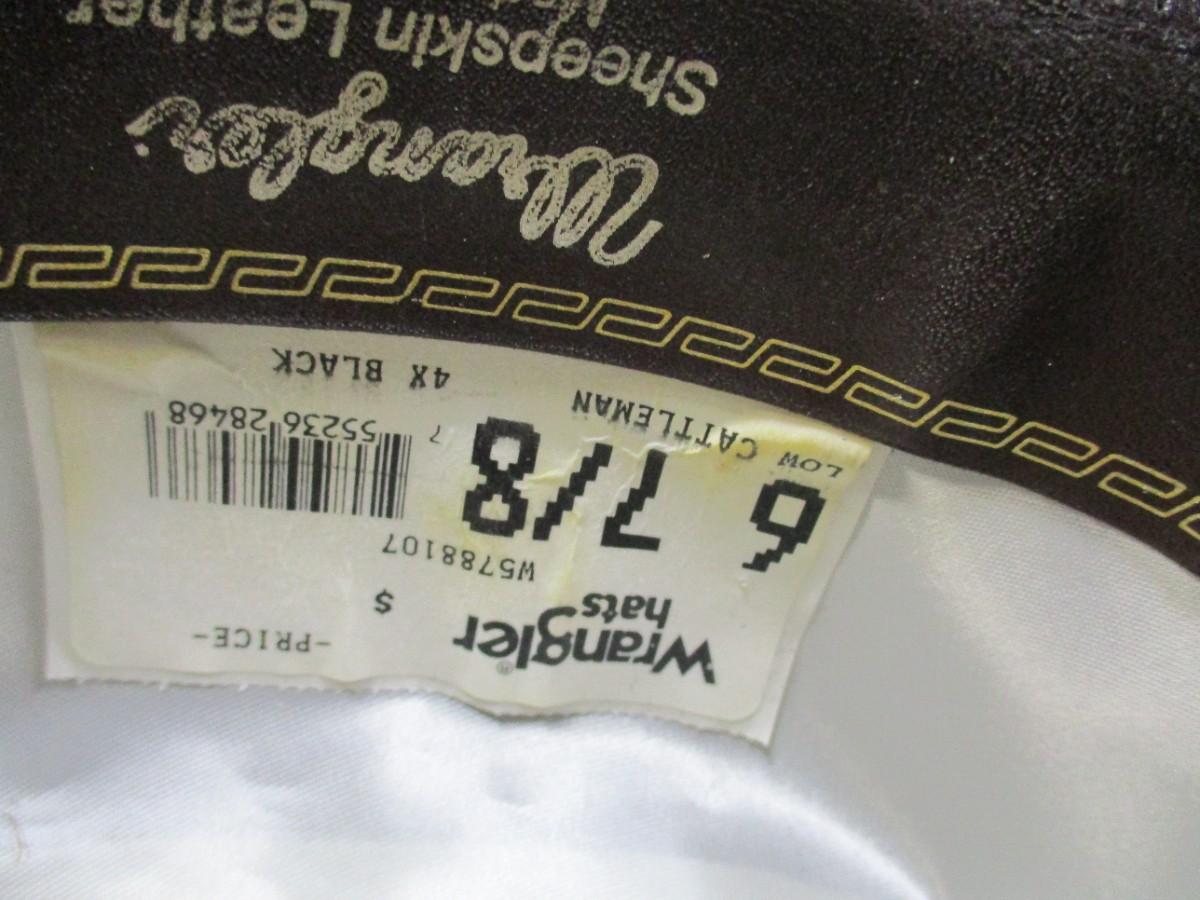 Wrangler®
hats
-PRICE-
$
W5788107
6 7/8
7 55236 28468
LOW CATTLEMAN
4X BLACK
Wrangler
Sheepskin Leather